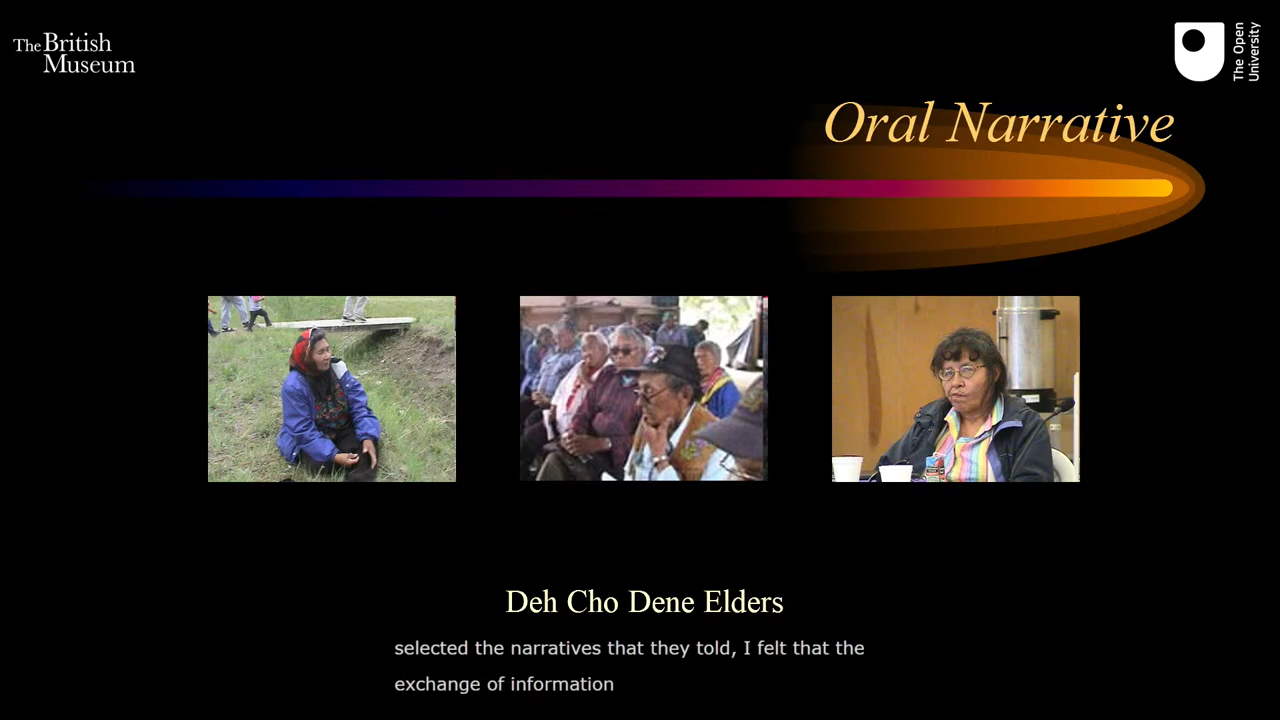 The British
Museum
The Open
University
Oral Narrative
Deh Cho Dene Elders
selected the narratives that they told, I felt that the
exchange of information